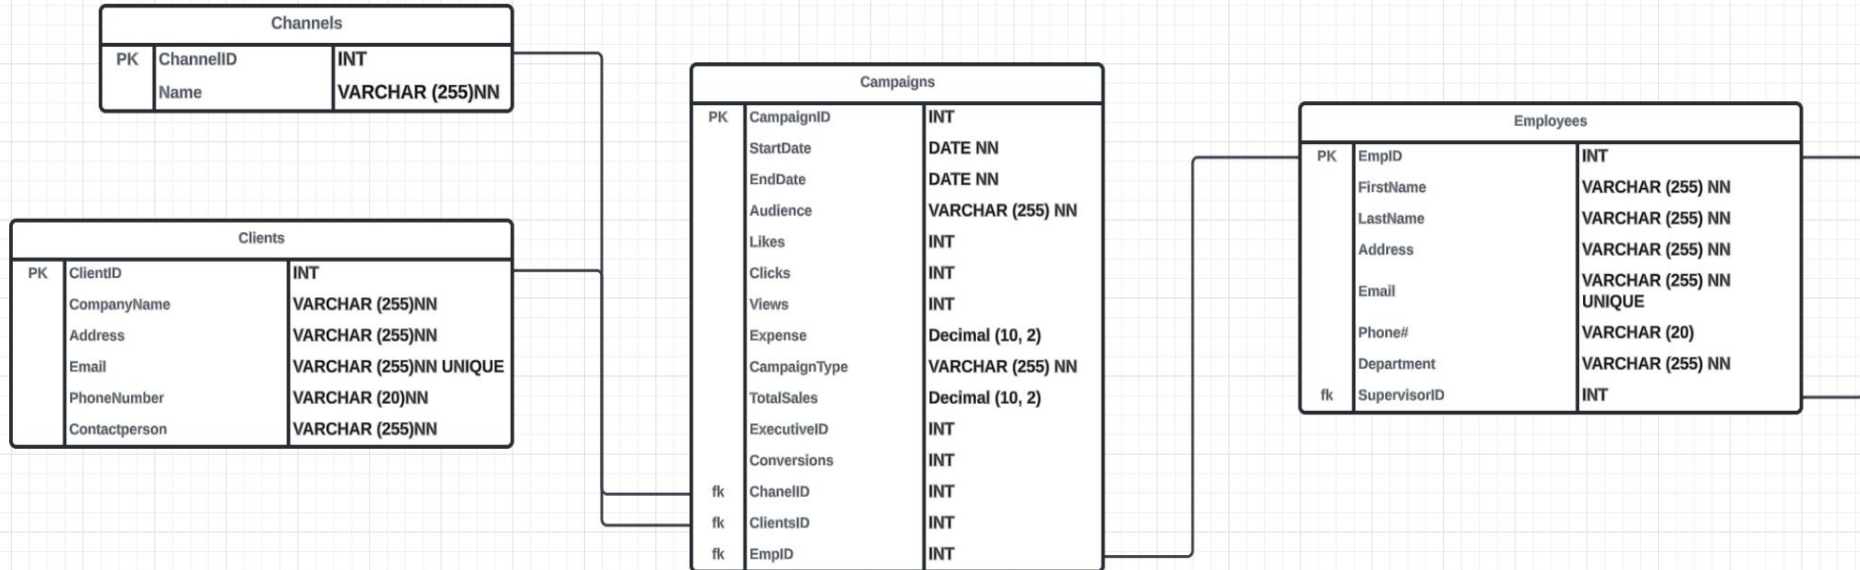 Channels
PK ChannelID INT
Name VARCHAR (255)NN
Clients
PK ClientID INT
CompanyName VARCHAR (255)NN
Address VARCHAR (255)NN
Email VARCHAR (255)NN UNIQUE
PhoneNumber VARCHAR (20)NN
Contactperson VARCHAR (255)NN
Campaigns
PK CampaignID INT
StartDate DATE NN
EndDate DATE NN
Audience VARCHAR (255) NN
Likes INT
Clicks INT
Views INT
Expense Decimal (10, 2)
CampaignType VARCHAR (255) NN
TotalSales Decimal (10, 2)
ExecutiveID INT
Conversions INT
fk ChanelID INT
fk ClientsID INT
fk EmpID INT
Employees
PK EmpID INT
FirstName VARCHAR (255) NN
LastName VARCHAR (255) NN
Address VARCHAR (255) NN
Email VARCHAR (255) NN
UNIQUE
Phone# VARCHAR (20)
Department VARCHAR (255) NN
fk SupervisorID INT